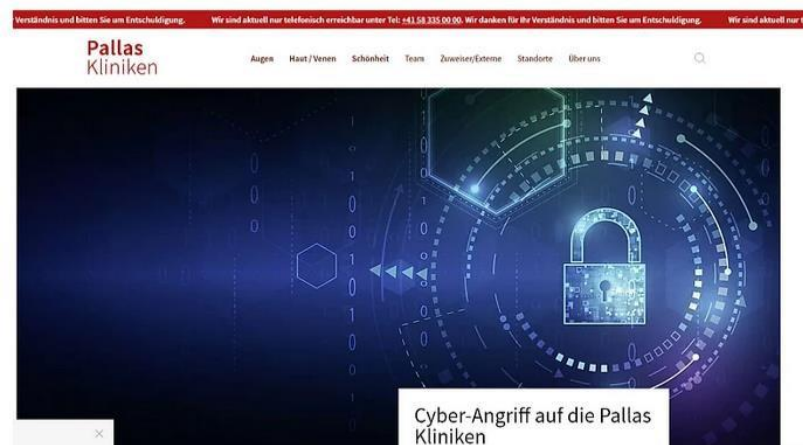 Verständnis und bitten Sie um Entschuldigung. Wir sind aktuell nur telefonisch erreichbar unter Tel: +41 58 335 00 00. Wir danken für Ihr Verständnis und bitten Sie um Entschuldigung. Wir sind aktuell nur
Pallas
Kliniken
Augen Haut / Venen Schönheit Team Zuweiser/Externe Standorte Über uns
Cyber-Angriff auf die Pallas
Kliniken